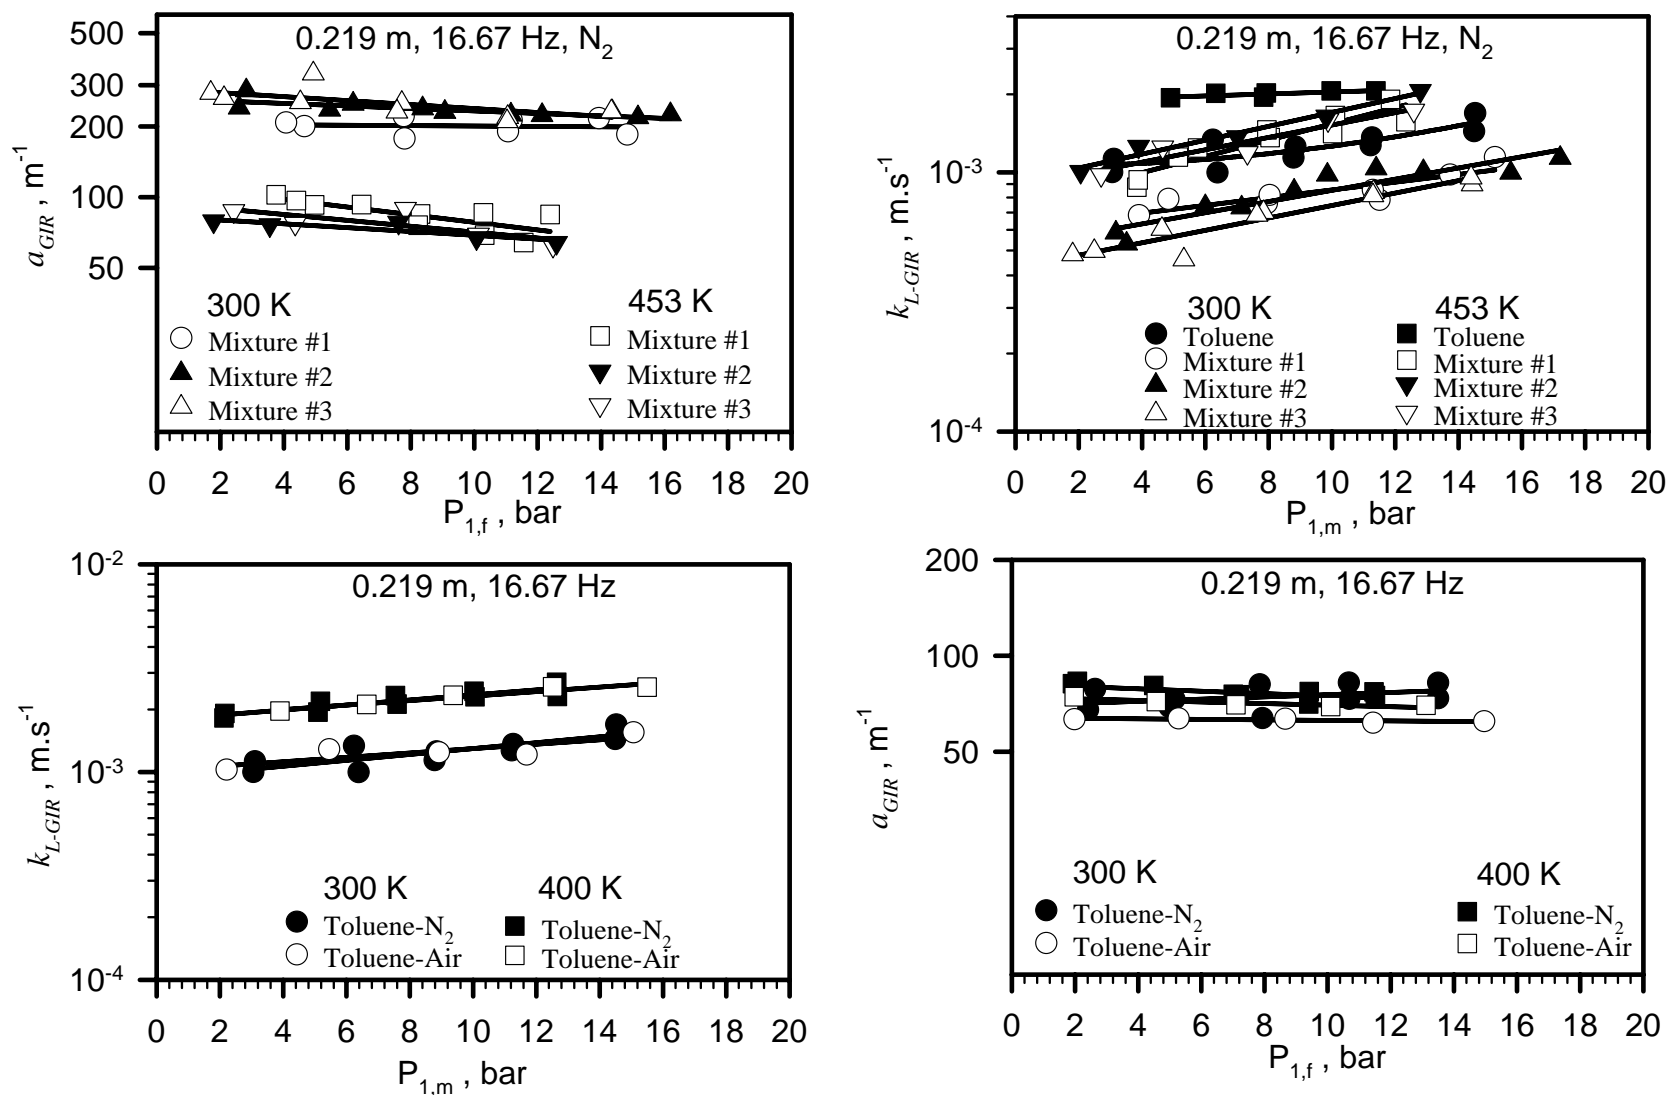 0.219 m, 16.67 Hz, N2
500
300
200
100
50
a_GIR , m-1
300 K
453 K
Mixture #1
Mixture #1
Mixture #2
Mixture #2
Mixture #3
Mixture #3
0 2 4 6 8 10 12 14 16 18 20
P1,f , bar
0.219 m, 16.67 Hz, N2
10-3
10-4
k_L-GIR , m.s-1
300 K
453 K
Toluene
Toluene
Mixture #1
Mixture #1
Mixture #2
Mixture #2
Mixture #3
Mixture #3
0 2 4 6 8 10 12 14 16 18 20
P1,m , bar
0.219 m, 16.67 Hz
10-2
10-3
10-4
k_L-GIR , m.s-1
300 K
400 K
Toluene-N2
Toluene-N2
Toluene-Air
Toluene-Air
0 2 4 6 8 10 12 14 16 18 20
P1,m , bar
0.219 m, 16.67 Hz
200
100
50
a_GIR , m-1
300 K
400 K
Toluene-N2
Toluene-N2
Toluene-Air
Toluene-Air
0 2 4 6 8 10 12 14 16 18 20
P1,f , bar